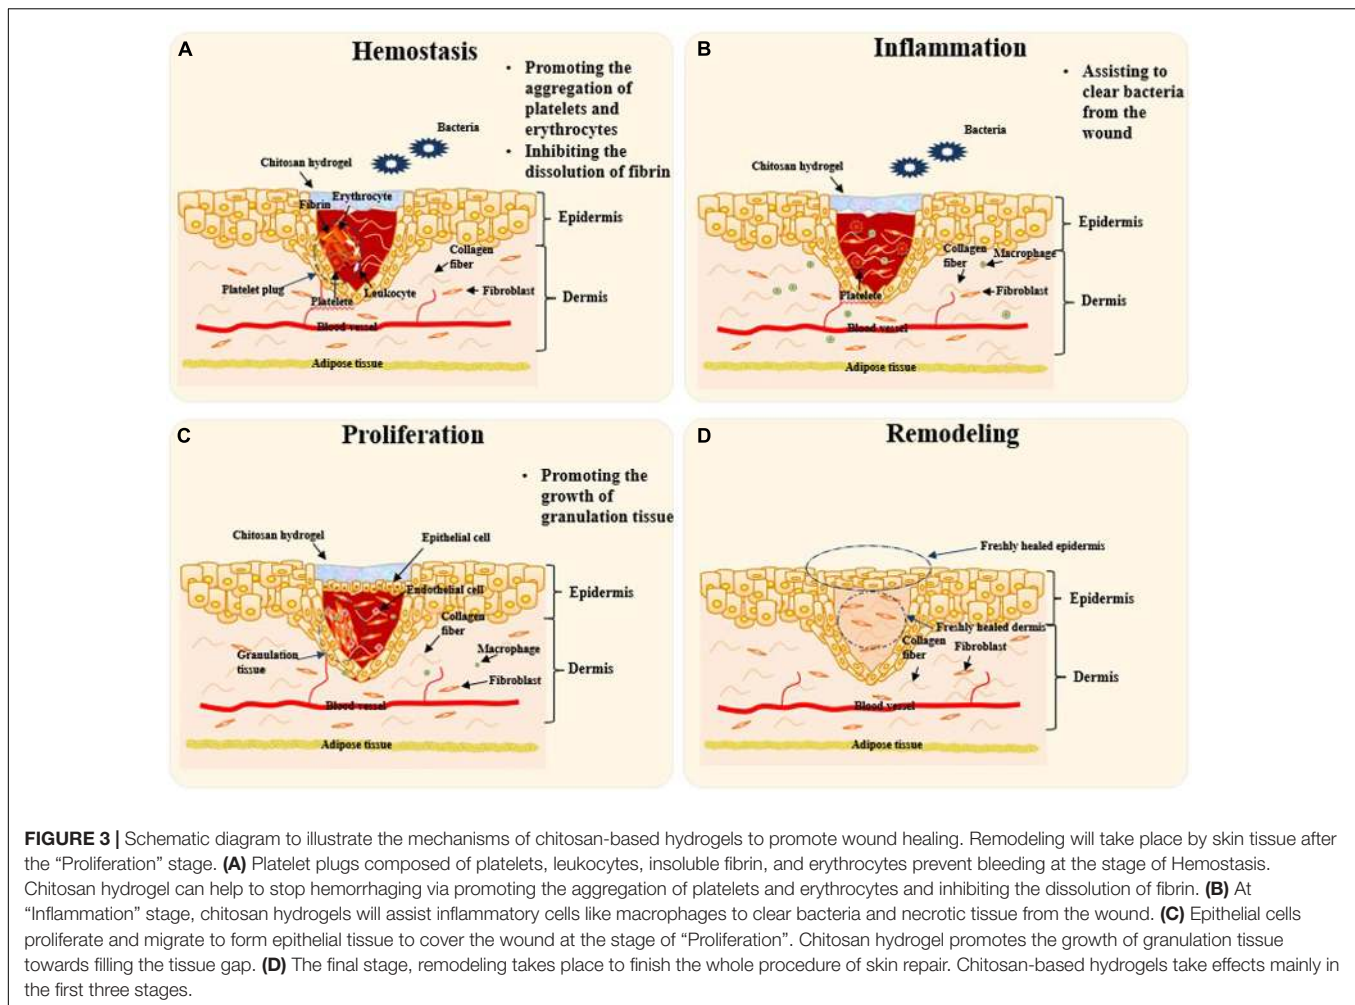 A
Hemostasis
• Promoting the
aggregation of
platelets and
erythrocytes
• Inhibiting the
dissolution of fibrin
Bacteria
Chitosan hydrogel
Erythrocyte
Fibrin
Epidermis
Collagen
fiber
Platelet plug
Platelete
Leukocyte
Fibroblast
Dermis
Blood vessel
Adipose tissue
B
Inflammation
• Assisting to
clear bacteria
from the
wound
Bacteria
Chitosan hydrogel
Epidermis
Collagen
fiber
Macrophage
Platelete
Fibroblast
Dermis
Blood vessel
Adipose tissue
C
Proliferation
• Promoting the
growth of
granulation tissue
Chitosan hydrogel
Epithelial cell
Endothelial cell
Epidermis
Collagen
fiber
Granulation
tissue
Macrophage
Fibroblast
Dermis
Blood vessel
Adipose tissue
D
Remodeling
Freshly healed epidermis
Epidermis
Freshly healed dermis
Collagen
fiber
Fibroblast
Dermis
Blood vessel
Adipose tissue
FIGURE 3 | Schematic diagram to illustrate the mechanisms of chitosan-based hydrogels to promote wound healing. Remodeling will take place by skin tissue after
the “Proliferation” stage. (A) Platelet plugs composed of platelets, leukocytes, insoluble fibrin, and erythrocytes prevent bleeding at the stage of Hemostasis.
Chitosan hydrogel can help to stop hemorrhaging via promoting the aggregation of platelets and erythrocytes and inhibiting the dissolution of fibrin. (B) At
“Inflammation” stage, chitosan hydrogels will assist inflammatory cells like macrophages to clear bacteria and necrotic tissue from the wound. (C) Epithelial cells
proliferate and migrate to form epithelial tissue to cover the wound at the stage of “Proliferation”. Chitosan hydrogel promotes the growth of granulation tissue
towards filling the tissue gap. (D) The final stage, remodeling takes place to finish the whole procedure of skin repair. Chitosan-based hydrogels take effects mainly in
the first three stages.